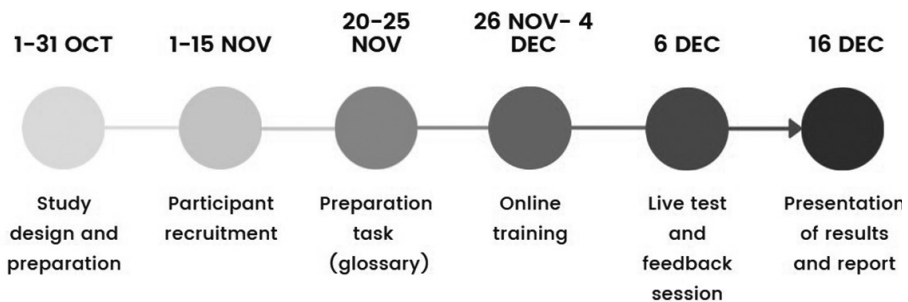 1-31 OCT
1-15 NOV
20-25
NOV
26 NOV- 4
DEC
6 DEC
16 DEC
Study
design and
preparation
Participant
recruitment
Preparation
task
(glossary)
Online
training
Live test
and
feedback
session
Presentation
of results
and report